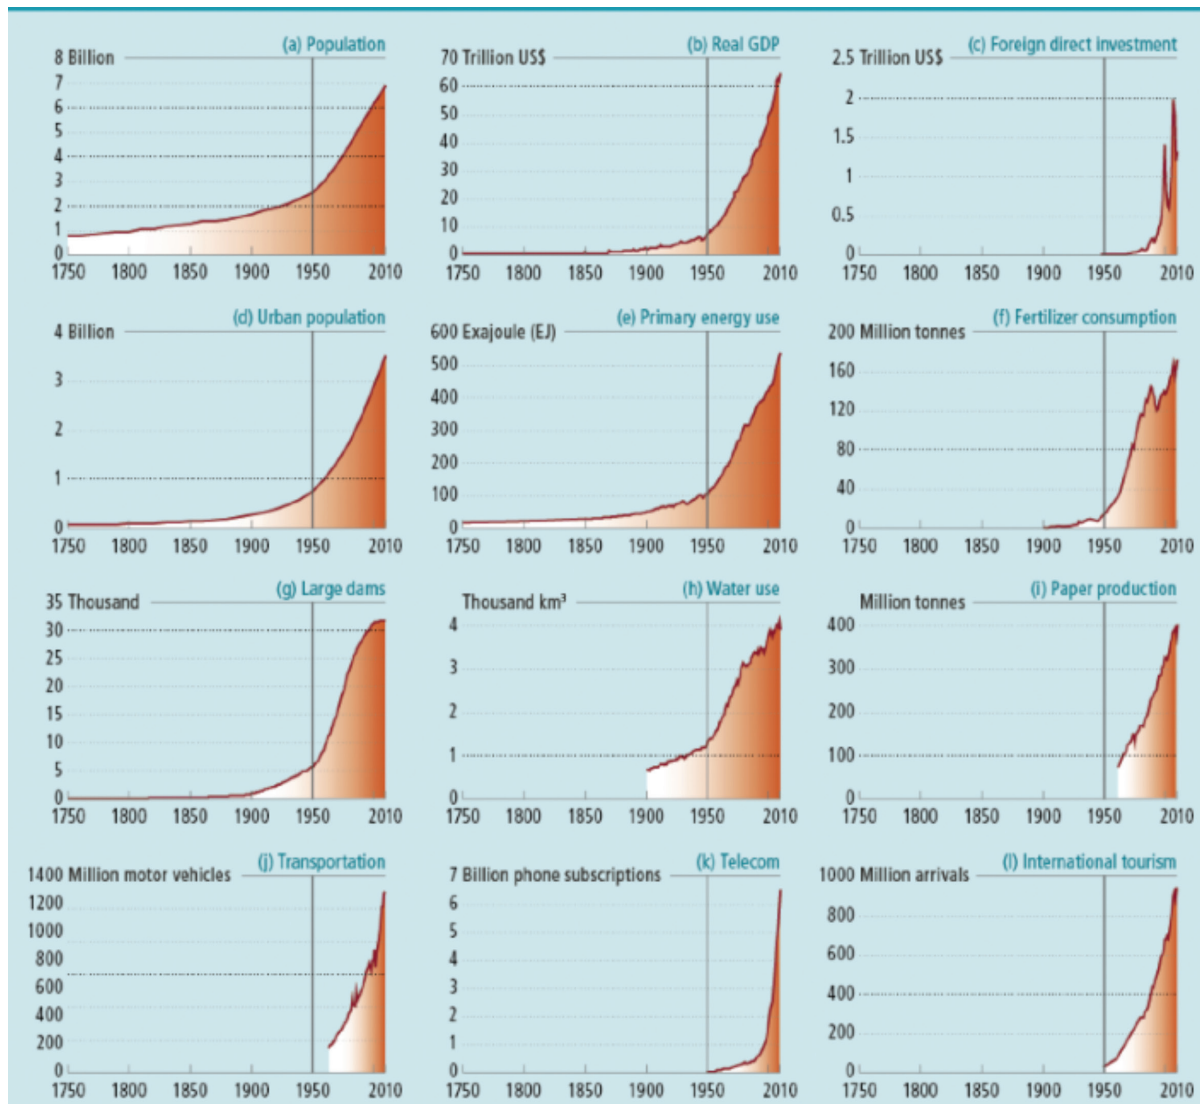 (a) Population
8 Billion
7
6
5
4
3
2
1
0
1750 1800 1850 1900 1950 2010
(b) Real GDP
70 Trillion US$
60
50
40
30
20
10
0
1750 1800 1850 1900 1950 2010
(c) Foreign direct investment
2.5 Trillion US$
2
1.5
1
0.5
0
1750 1800 1850 1900 1950 2010
(d) Urban population
4 Billion
3
2
1
0
1750 1800 1850 1900 1950 2010
(e) Primary energy use
600 Exajoule (EJ)
500
400
300
200
100
0
1750 1800 1850 1900 1950 2010
(f) Fertilizer consumption
200 Million tonnes
160
120
80
40
0
1750 1800 1850 1900 1950 2010
(g) Large dams
35 Thousand
30
25
20
15
10
5
0
1750 1800 1850 1900 1950 2010
(h) Water use
Thousand km³
4
3
2
1
0
1750 1800 1850 1900 1950 2010
(i) Paper production
Million tonnes
400
300
200
100
0
1750 1800 1850 1900 1950 2010
(j) Transportation
1400 Million motor vehicles
1200
1000
800
600
400
200
0
1750 1800 1850 1900 1950 2010
(k) Telecom
7 Billion phone subscriptions
6
5
4
3
2
1
0
1750 1800 1850 1900 1950 2010
(l) International tourism
1000 Million arrivals
800
600
400
200
0
1750 1800 1850 1900 1950 2010